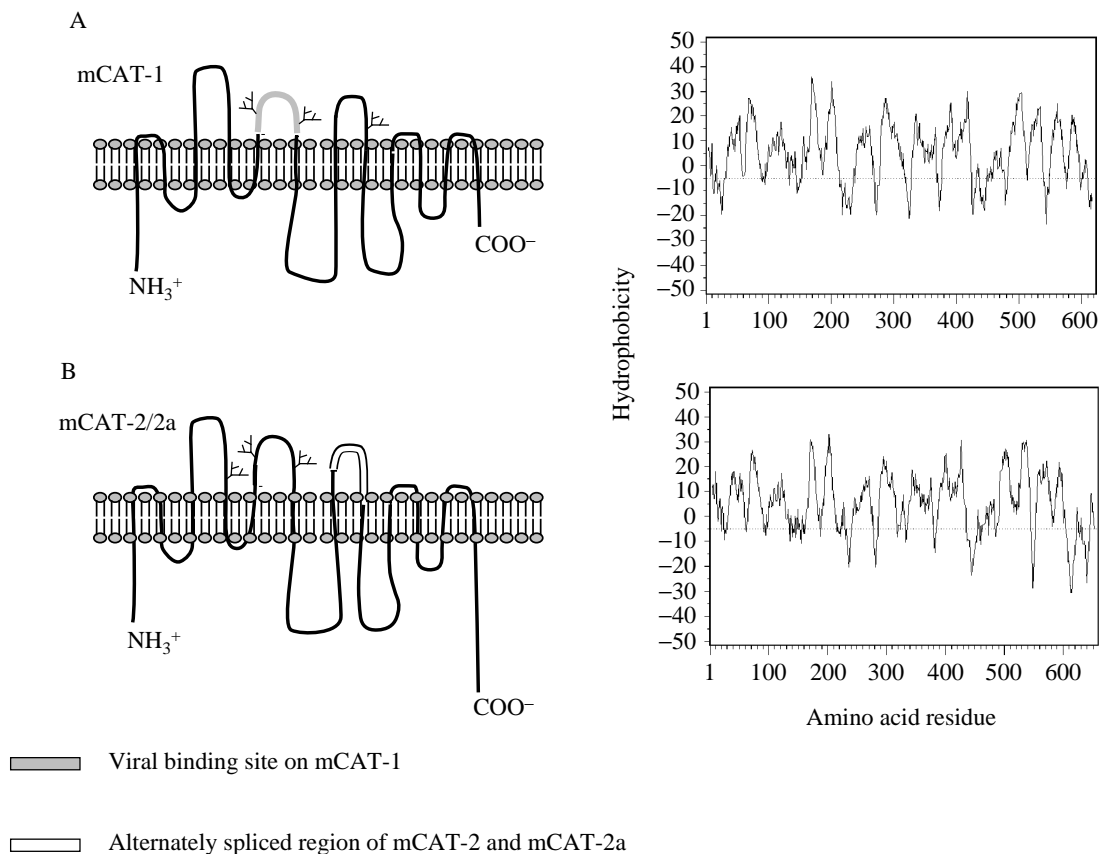 A
mCAT-1
NH3+
COO−
B
mCAT-2/2a
NH3+
COO−
Hydrophobicity
50
40
30
20
10
0
−10
−20
−30
−40
−50
1 100 200 300 400 500 600
50
40
30
20
10
0
−10
−20
−30
−40
−50
1 100 200 300 400 500 600
Amino acid residue
Viral binding site on mCAT-1
Alternately spliced region of mCAT-2 and mCAT-2a